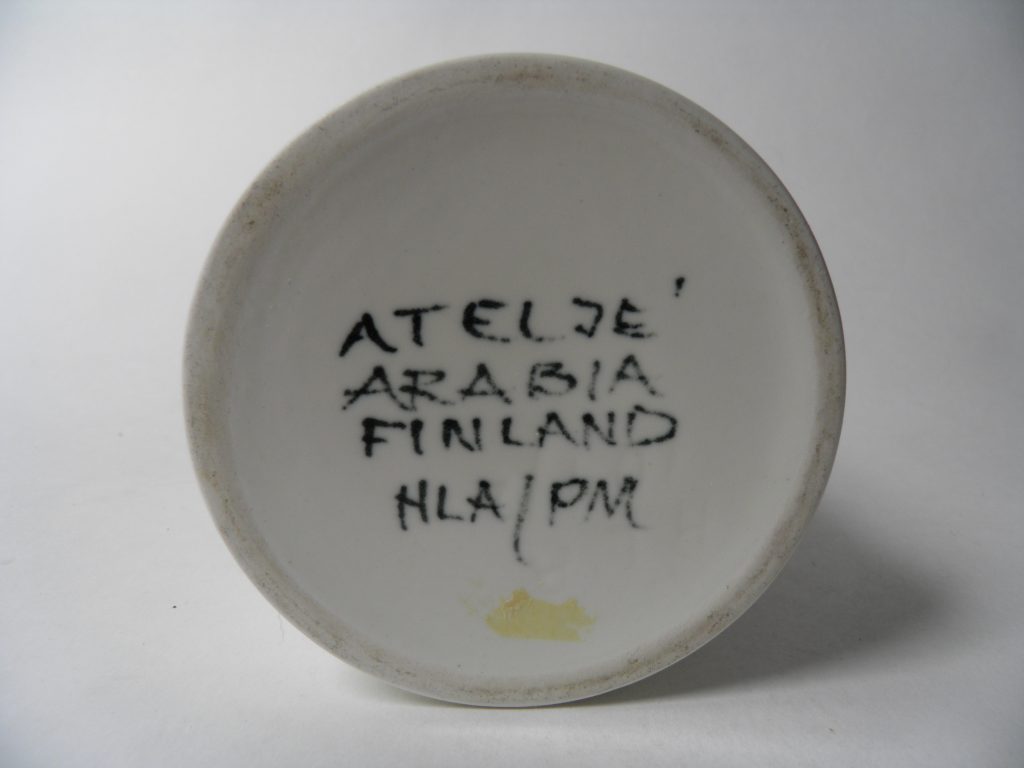 ATELJE'
ARABIA
FINLAND
HLA/PM